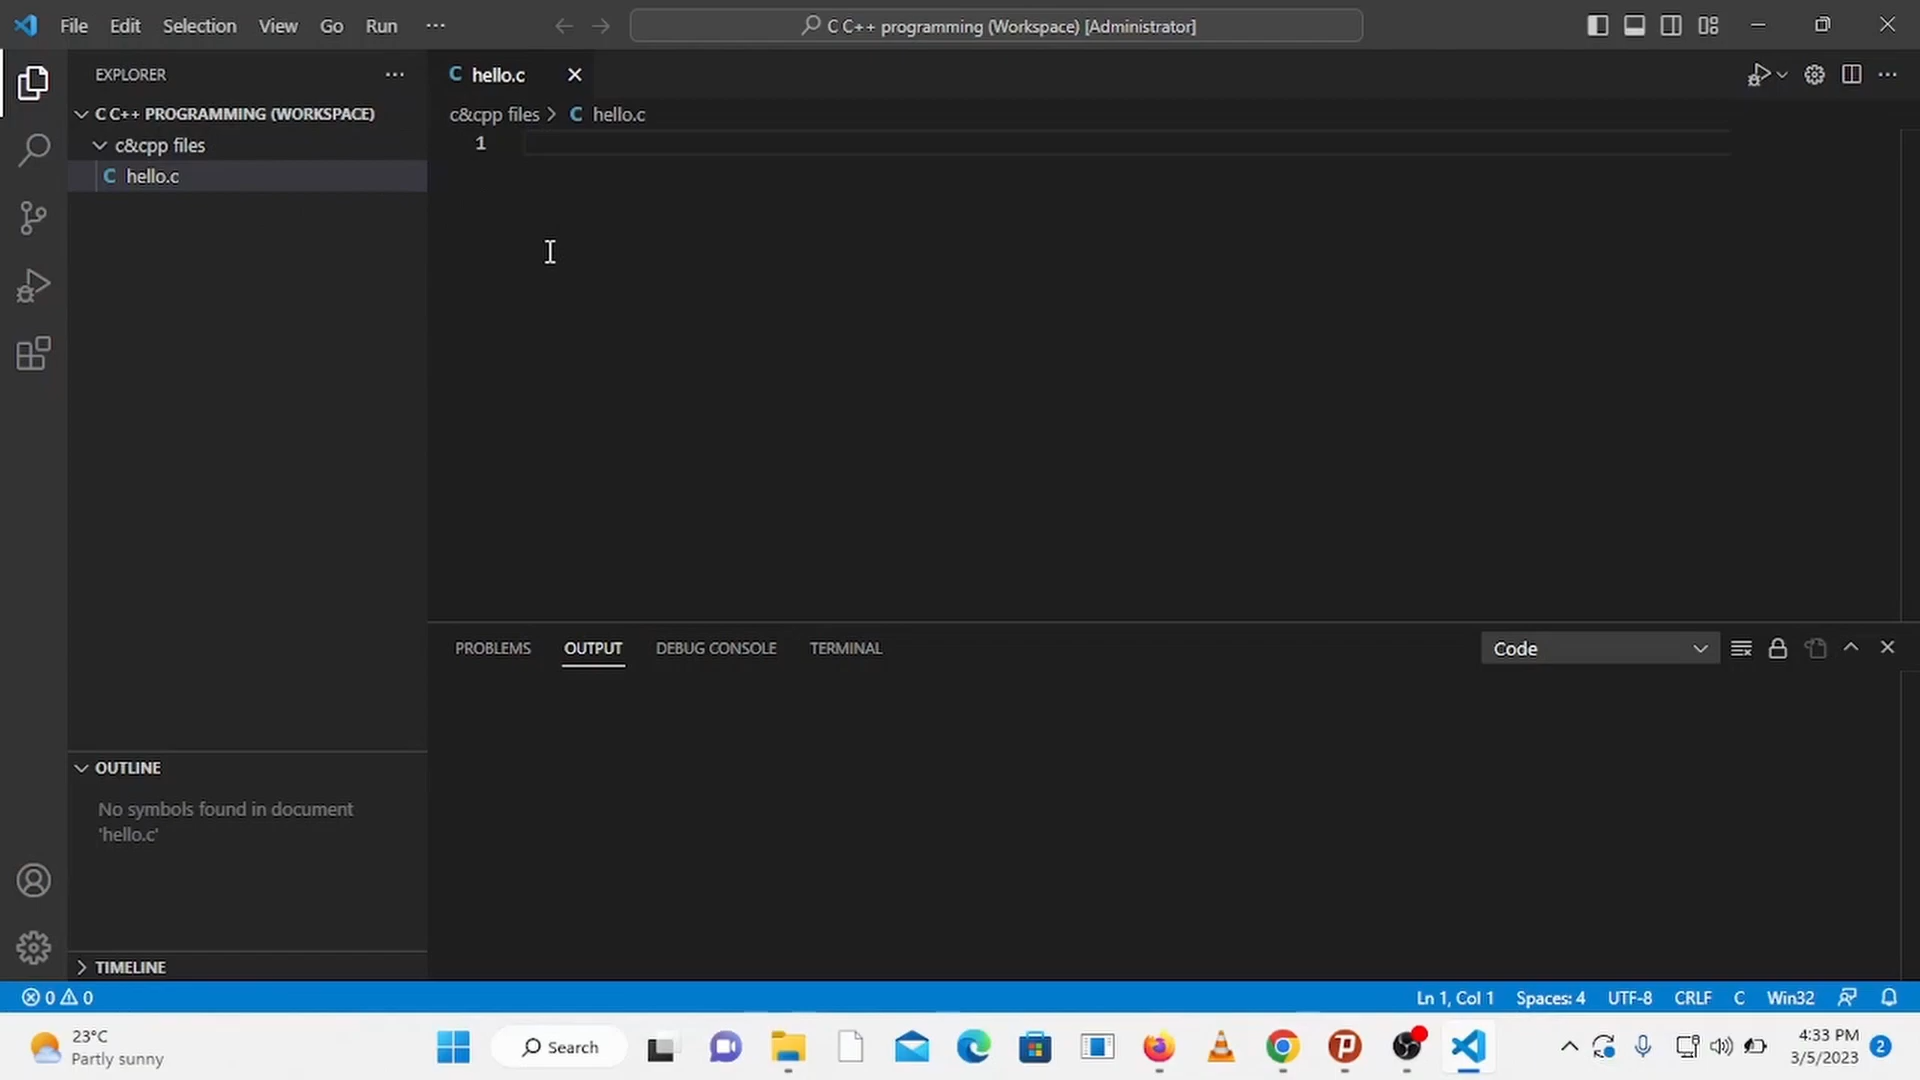 File Edit Selection View Go Run ···
C C++ programming (Workspace) [Administrator]
EXPLORER
hello.c
C C++ PROGRAMMING (WORKSPACE)
c&cpp files
hello.c
c&cpp files > C hello.c
1
PROBLEMS OUTPUT DEBUG CONSOLE TERMINAL
Code
OUTLINE
No symbols found in document
'hello.c'
TIMELINE
0 0
Ln 1, Col 1 Spaces: 4 UTF-8 CRLF C Win32
23°C
Partly sunny
Search
4:33 PM
3/5/2023
2